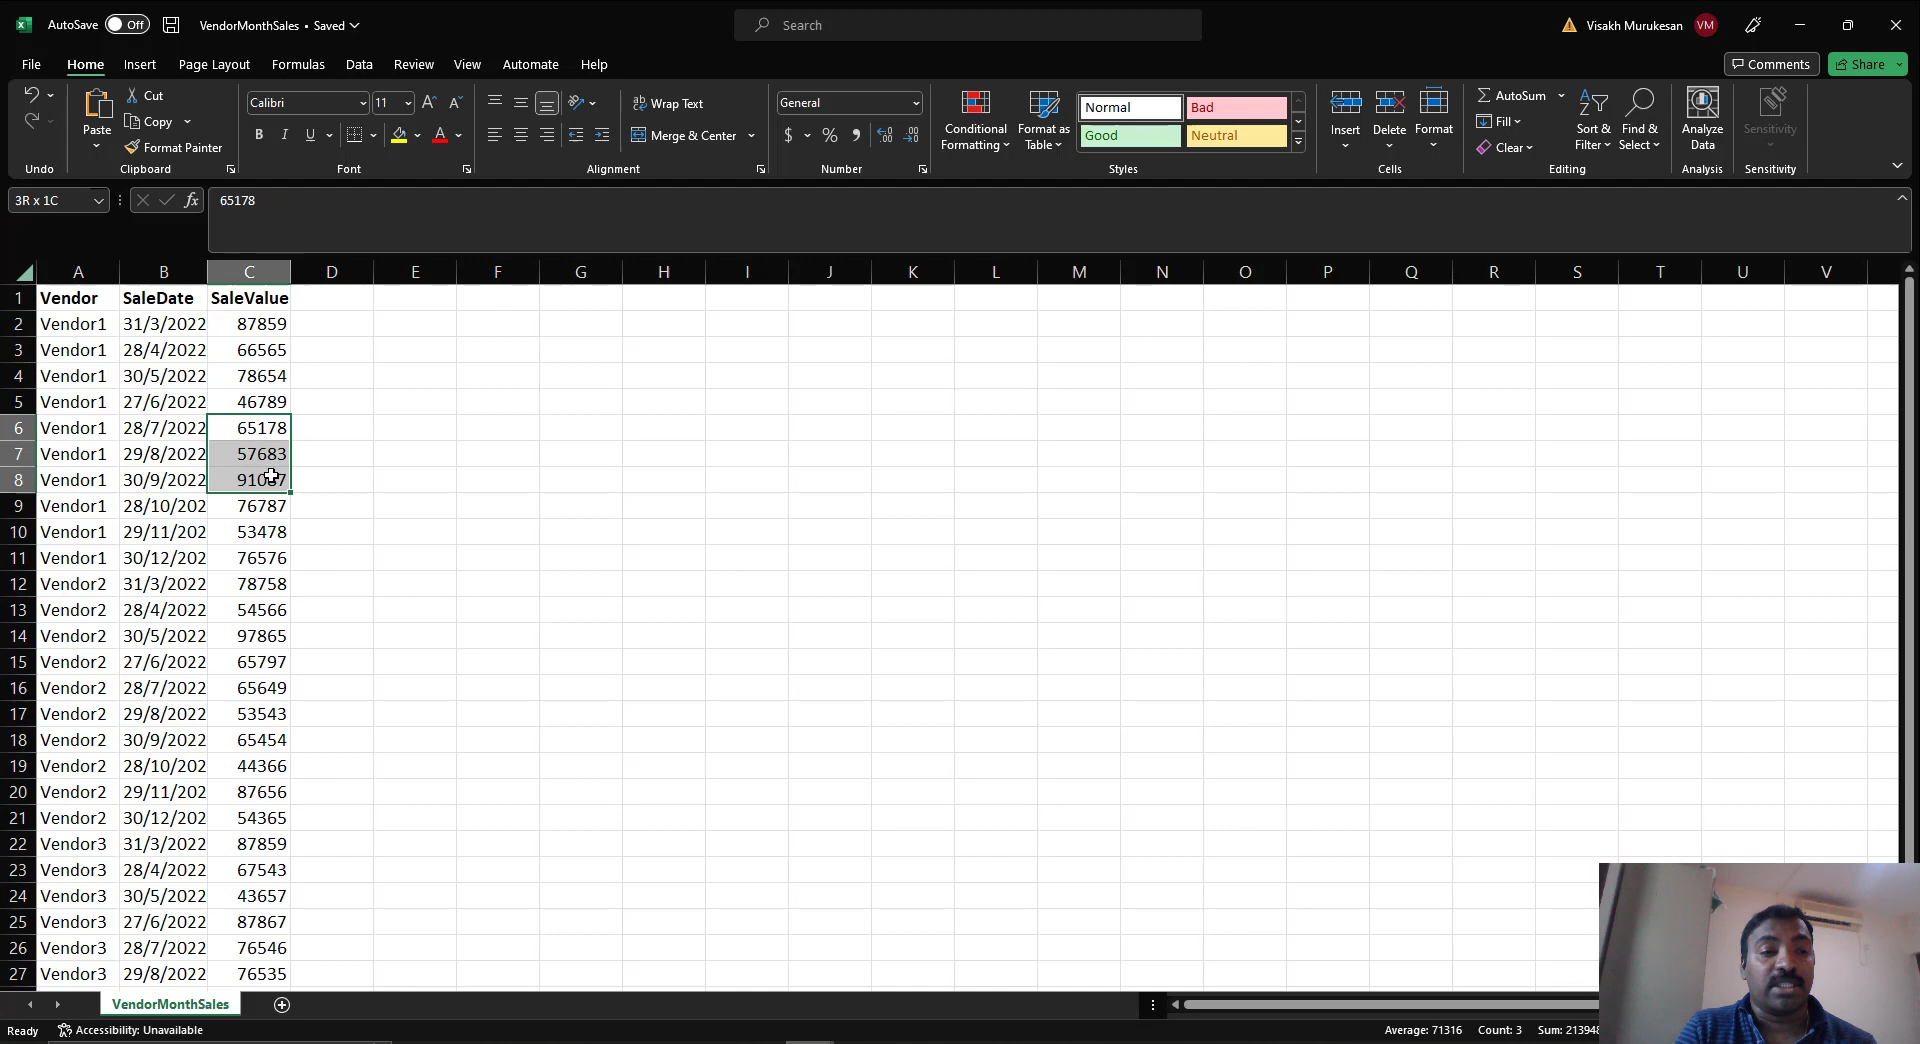 AutoSave Off VendorMonthSales • Saved Search Visakh Murukesan VM
File Home Insert Page Layout Formulas Data Review View Automate Help Comments Share
Cut
Copy
Format Painter
Paste
Calibri 11
B I U
Wrap Text
Merge & Center
General
$ % ,
Conditional Formatting
Format as Table
Normal Bad
Good Neutral
Insert Delete Format
AutoSum
Fill
Clear
Sort & Filter
Find & Select
Analyze Data
Sensitivity
Undo Clipboard Font Alignment Number Styles Cells Editing Analysis Sensitivity
3R x 1C fx 65178
A B C D E F G H I J K L M N O P Q R S T U V
1 Vendor SaleDate SaleValue
2 Vendor1 31/3/2022 87859
3 Vendor1 28/4/2022 66565
4 Vendor1 30/5/2022 78654
5 Vendor1 27/6/2022 46789
6 Vendor1 28/7/2022 65178
7 Vendor1 29/8/2022 57683
8 Vendor1 30/9/2022
9 Vendor1 28/10/202 76787
10 Vendor1 29/11/202 53478
11 Vendor1 30/12/202 76576
12 Vendor2 31/3/2022 78758
13 Vendor2 28/4/2022 54566
14 Vendor2 30/5/2022 97865
15 Vendor2 27/6/2022 65797
16 Vendor2 28/7/2022 65649
17 Vendor2 29/8/2022 53543
18 Vendor2 30/9/2022 65454
19 Vendor2 28/10/202 44366
20 Vendor2 29/11/202 87656
21 Vendor2 30/12/202 54365
22 Vendor3 31/3/2022 87859
23 Vendor3 28/4/2022 67543
24 Vendor3 30/5/2022 43657
25 Vendor3 27/6/2022 87867
26 Vendor3 28/7/2022 76546
27 Vendor3 29/8/2022 76535
VendorMonthSales
Ready Accessibility: Unavailable Average: 71316 Count: 3 Sum: 213948